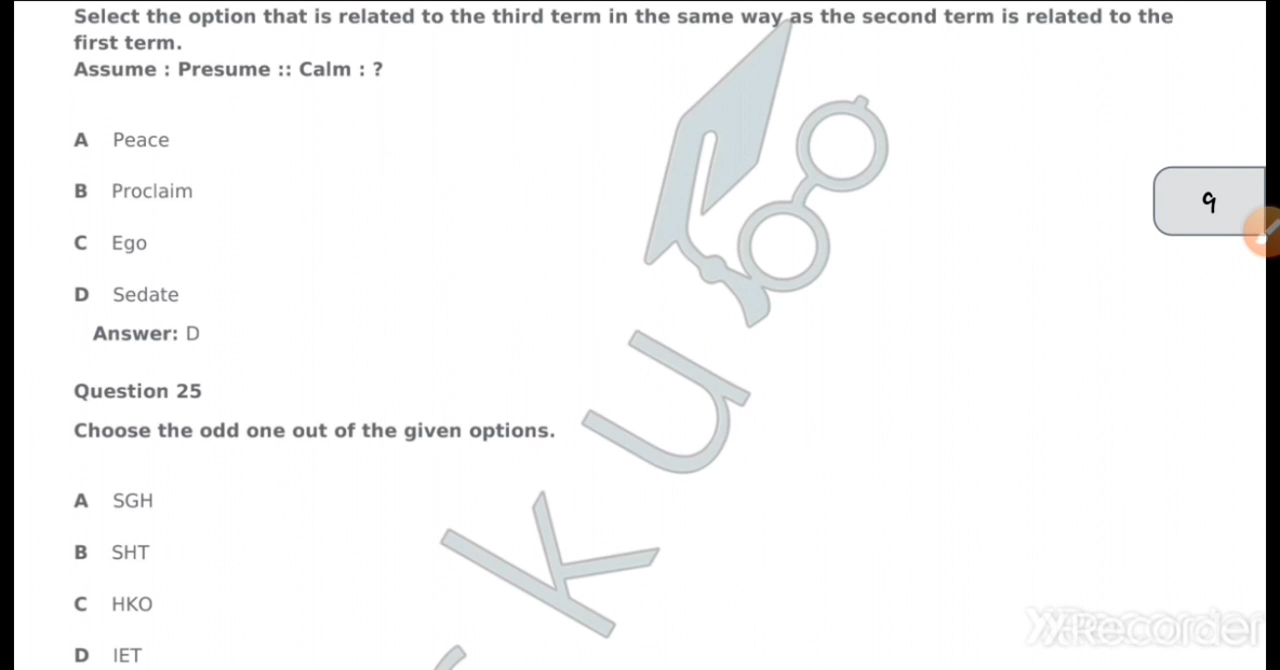 Select the option that is related to the third term in the same way as the second term is related to the
first term.
Assume : Presume :: Calm : ?
A Peace
B Proclaim
C Ego
D Sedate
Answer: D
9
Question 25
Choose the odd one out of the given options.
A SGH
B SHT
C HKO
D IET
k u
XRecorder